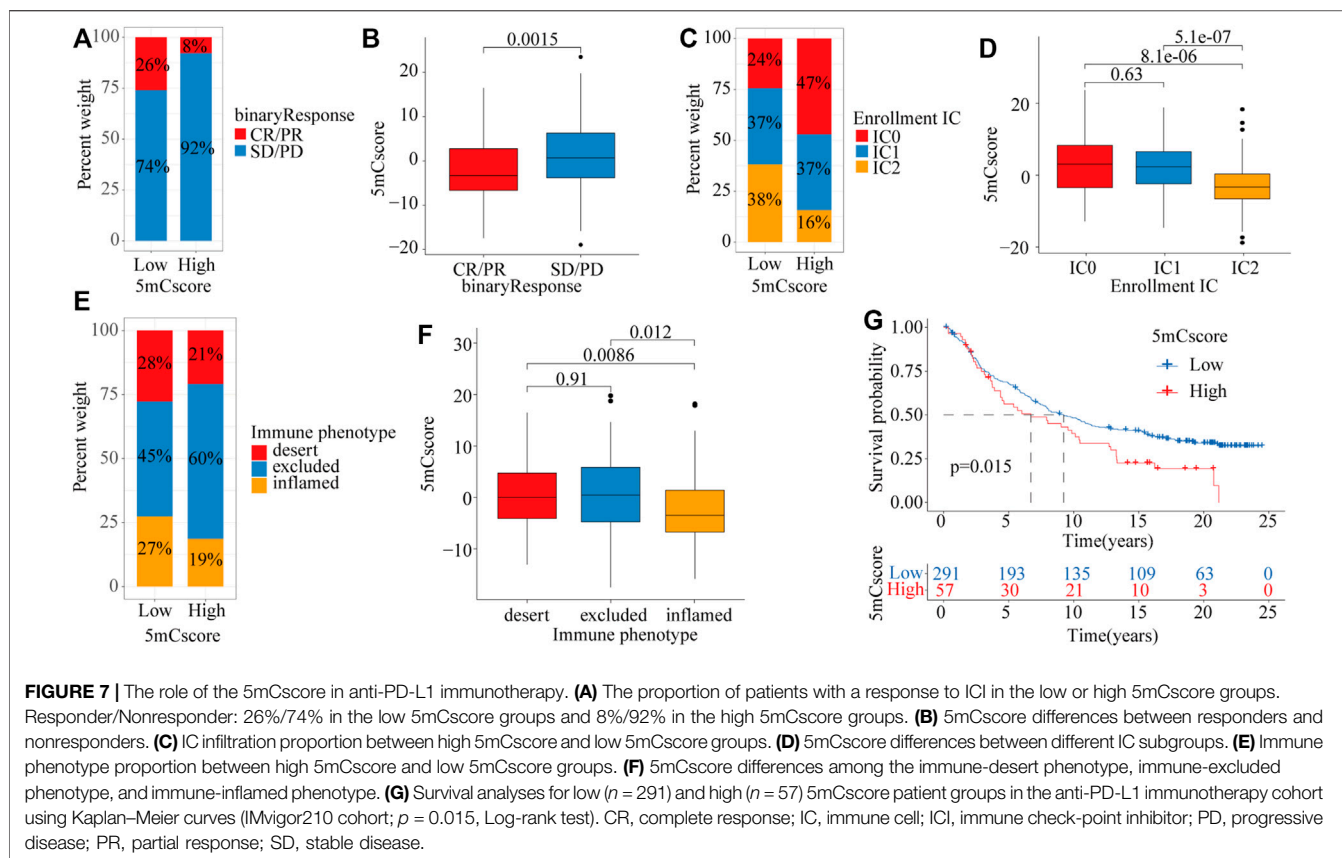 A
100
75
50
25
0
Percent weight
26%
8%
74%
92%
Low High
5mCscore
binaryResponse
CR/PR
SD/PD
B
0.0015
20
10
0
−10
−20
5mCscore
CR/PR SD/PD
binaryResponse
C
100
75
50
25
0
Percent weight
24%
47%
37%
37%
38%
16%
Low High
5mCscore
Enrollment IC
IC0
IC1
IC2
D
5.1e-07
8.1e-06
0.63
20
0
−20
5mCscore
IC0 IC1 IC2
Enrollment IC
E
100
75
50
25
0
Percent weight
28%
21%
45%
60%
27%
19%
Low High
5mCscore
Immune phenotype
desert
excluded
inflamed
F
0.012
0.0086
0.91
30
20
10
0
−10
5mCscore
desert excluded inflamed
Immune phenotype
G
5mCscore
Low
High
1.00
0.75
0.50
0.25
0.00
Survival probability
p=0.015
0 5 10 15 20 25
Time(years)
5mCscore
Low 291 193 135 109 63 0
High 57 30 21 10 3 0
0 5 10 15 20 25
Time(years)
FIGURE 7 | The role of the 5mCscore in anti-PD-L1 immunotherapy. (A) The proportion of patients with a response to ICI in the low or high 5mCscore groups.
Responder/Nonresponder: 26%/74% in the low 5mCscore groups and 8%/92% in the high 5mCscore groups. (B) 5mCscore differences between responders and
nonresponders. (C) IC infiltration proportion between high 5mCscore and low 5mCscore groups. (D) 5mCscore differences between different IC subgroups. (E) Immune
phenotype proportion between high 5mCscore and low 5mCscore groups. (F) 5mCscore differences among the immune-desert phenotype, immune-excluded
phenotype, and immune-inflamed phenotype. (G) Survival analyses for low (n = 291) and high (n = 57) 5mCscore patient groups in the anti-PD-L1 immunotherapy cohort
using Kaplan–Meier curves (IMvigor210 cohort; p = 0.015, Log-rank test). CR, complete response; IC, immune cell; ICI, immune check-point inhibitor; PD, progressive
disease; PR, partial response; SD, stable disease.